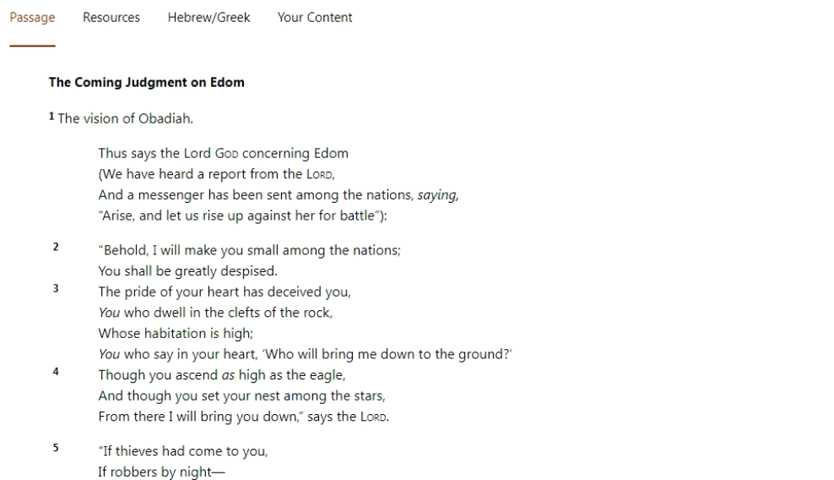 Passage Resources Hebrew/Greek Your Content
The Coming Judgment on Edom
1 The vision of Obadiah.
Thus says the Lord GOD concerning Edom
(We have heard a report from the LORD,
And a messenger has been sent among the nations, saying,
“Arise, and let us rise up against her for battle”):
2 “Behold, I will make you small among the nations;
You shall be greatly despised.
3 The pride of your heart has deceived you,
You who dwell in the clefts of the rock,
Whose habitation is high;
You who say in your heart, ‘Who will bring me down to the ground?’
4 Though you ascend as high as the eagle,
And though you set your nest among the stars,
From there I will bring you down,” says the LORD.
5 “If thieves had come to you,
If robbers by night—